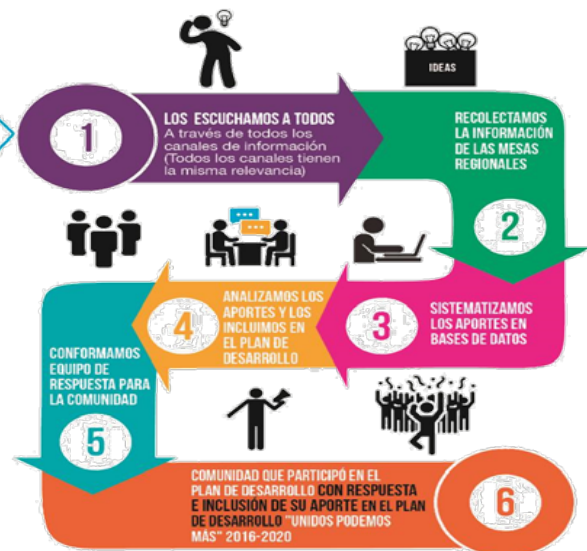 IDEAS
1
LOS ESCUCHAMOS A TODOS
A través de todos los
canales de información
(Todos los canales tienen
la misma relevancia)
RECOLECTAMOS
LA INFORMACIÓN
DE LAS MESAS
REGIONALES
2
SISTEMATIZAMOS
LOS APORTES EN
BASES DE DATOS
3
ANALIZAMOS LOS
APORTES Y LOS
INCLUIMOS EN
EL PLAN DE
DESARROLLO
4
CONFORMAMOS
EQUIPO DE
RESPUESTA PARA
LA COMUNIDAD
5
COMUNIDAD QUE PARTICIPÓ EN EL
PLAN DE DESARROLLO CON RESPUESTA
E INCLUSIÓN DE SU APORTE EN EL PLAN
DE DESARROLLO "UNIDOS PODEMOS
MÁS" 2016-2020
6